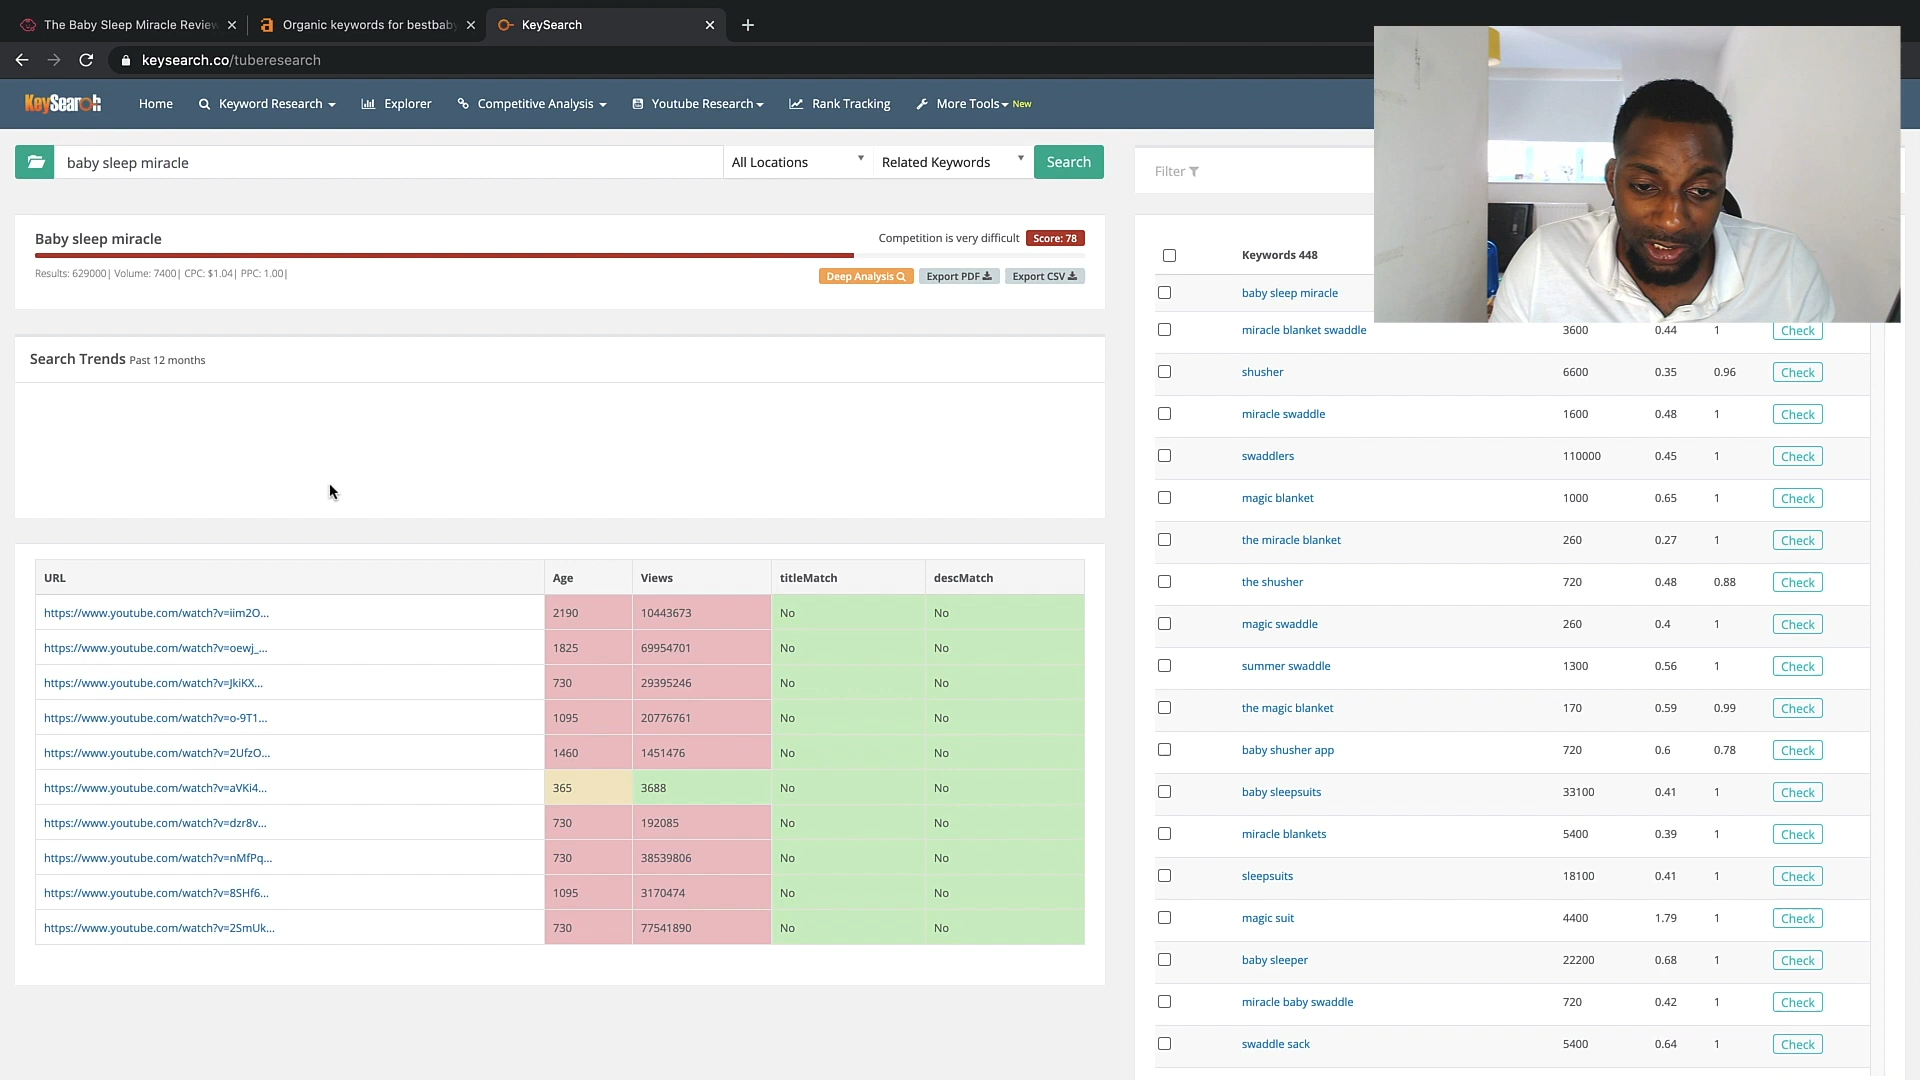 The Baby Sleep Miracle Review
Organic keywords for bestbaby
KeySearch
keysearch.co/tuberesearch
KeySearch
Home
Keyword Research
Explorer
Competitive Analysis
Youtube Research
Rank Tracking
More Tools New
baby sleep miracle
All Locations
Related Keywords
Search
Filter
Baby sleep miracle
Competition is very difficult Score: 78
Results: 629000| Volume: 7400| CPC: $1.04| PPC: 1.00|
Deep Analysis
Export PDF
Export CSV
Search Trends Past 12 months
URL Age Views titleMatch descMatch
https://www.youtube.com/watch?v=iim2O... 2190 10443673 No No
https://www.youtube.com/watch?v=oewj_... 1825 69954701 No No
https://www.youtube.com/watch?v=JkiKX... 730 29395246 No No
https://www.youtube.com/watch?v=o-9T1... 1095 20776761 No No
https://www.youtube.com/watch?v=2UfzO... 1460 1451476 No No
https://www.youtube.com/watch?v=aVKi4... 365 3688 No No
https://www.youtube.com/watch?v=dzr8v... 730 192085 No No
https://www.youtube.com/watch?v=nMfPq... 730 38539806 No No
https://www.youtube.com/watch?v=8SHf6... 1095 3170474 No No
https://www.youtube.com/watch?v=2SmUk... 730 77541890 No No
Keywords 448
baby sleep miracle
miracle blanket swaddle 3600 0.44 1 Check
shusher 6600 0.35 0.96 Check
miracle swaddle 1600 0.48 1 Check
swaddlers 110000 0.45 1 Check
magic blanket 1000 0.65 1 Check
the miracle blanket 260 0.27 1 Check
the shusher 720 0.48 0.88 Check
magic swaddle 260 0.4 1 Check
summer swaddle 1300 0.56 1 Check
the magic blanket 170 0.59 0.99 Check
baby shusher app 720 0.6 0.78 Check
baby sleepsuits 33100 0.41 1 Check
miracle blankets 5400 0.39 1 Check
sleepsuits 18100 0.41 1 Check
magic suit 4400 1.79 1 Check
baby sleeper 22200 0.68 1 Check
miracle baby swaddle 720 0.42 1 Check
swaddle sack 5400 0.64 1 Check